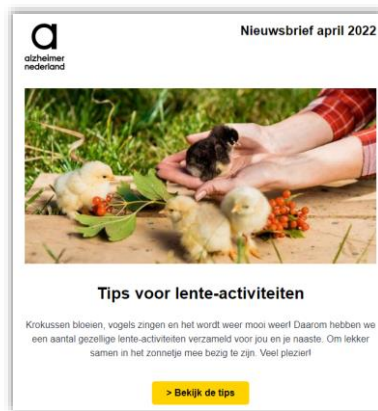 Nieuwsbrief april 2022
a
alzheimer
nederland
Tips voor lente-activiteiten
Krokussen bloeien, vogels zingen en het wordt weer mooi weer! Daarom hebben we
een aantal gezellige lente-activiteiten verzameld voor jou en je naaste. Om lekker
samen in het zonnetje mee bezig te zijn. Veel plezier!
> Bekijk de tips